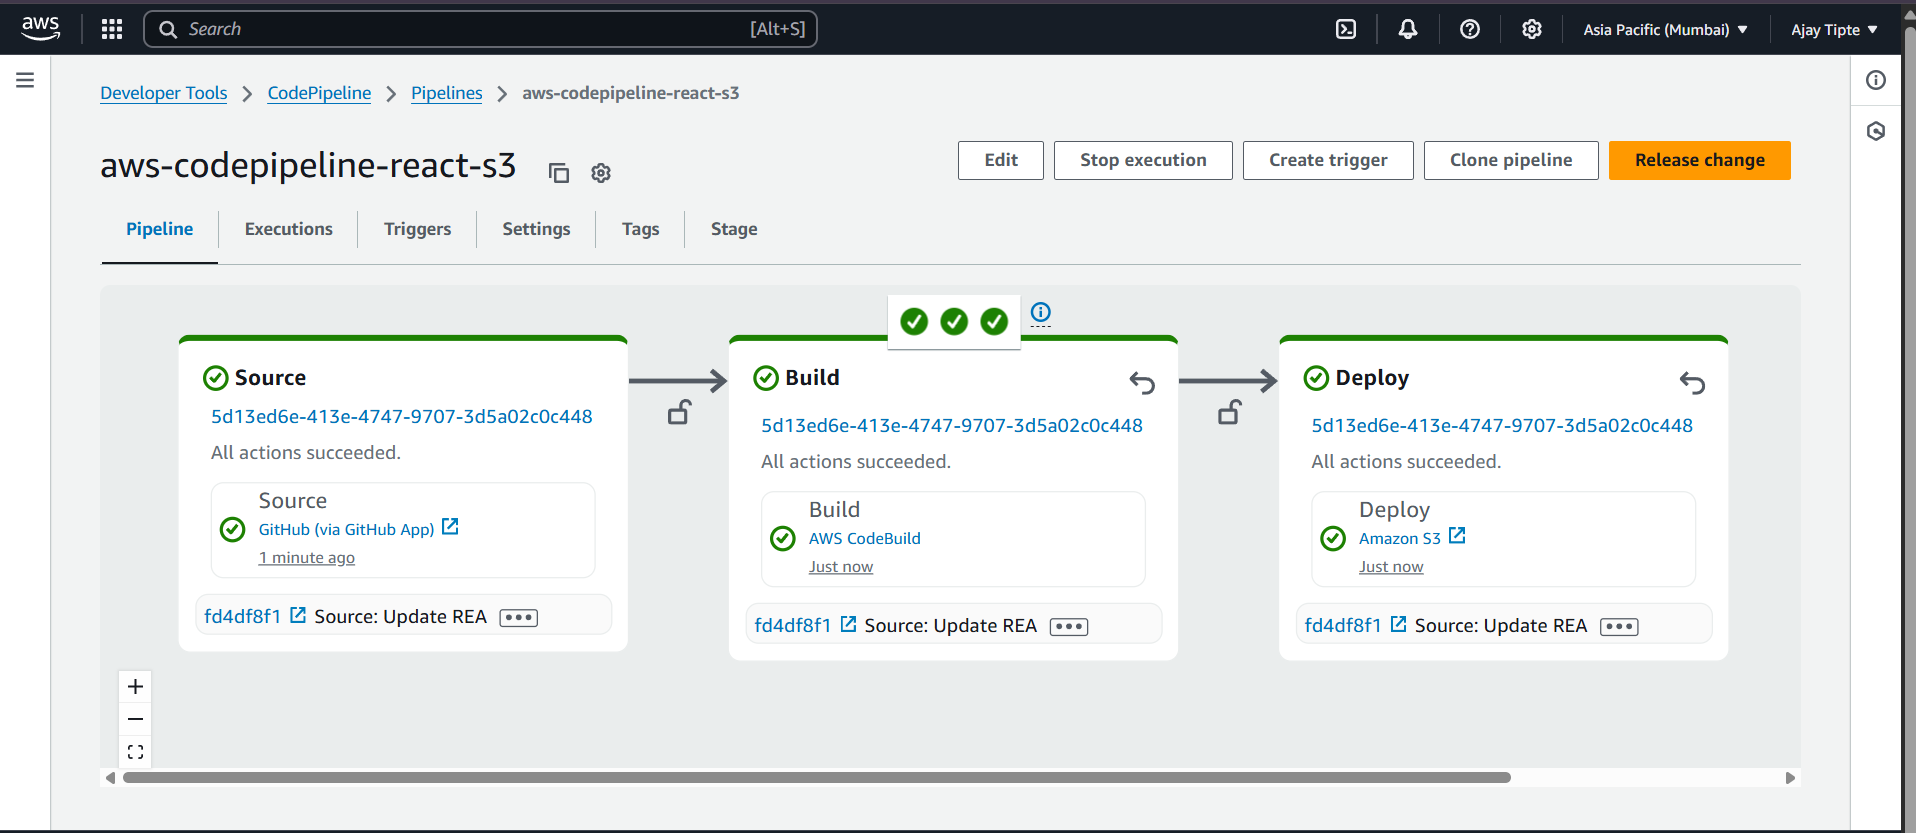 aws
Search [Alt+S]
Asia Pacific (Mumbai)
Ajay Tipte
Developer Tools
CodePipeline
Pipelines
aws-codepipeline-react-s3
aws-codepipeline-react-s3
Edit
Stop execution
Create trigger
Clone pipeline
Release change
Pipeline
Executions
Triggers
Settings
Tags
Stage
Source
5d13ed6e-413e-4747-9707-3d5a02c0c448
All actions succeeded.
Source
GitHub (via GitHub App)
1 minute ago
fd4df8f1 Source: Update REA
Build
5d13ed6e-413e-4747-9707-3d5a02c0c448
All actions succeeded.
Build
AWS CodeBuild
Just now
fd4df8f1 Source: Update REA
Deploy
5d13ed6e-413e-4747-9707-3d5a02c0c448
All actions succeeded.
Deploy
Amazon S3
Just now
fd4df8f1 Source: Update REA